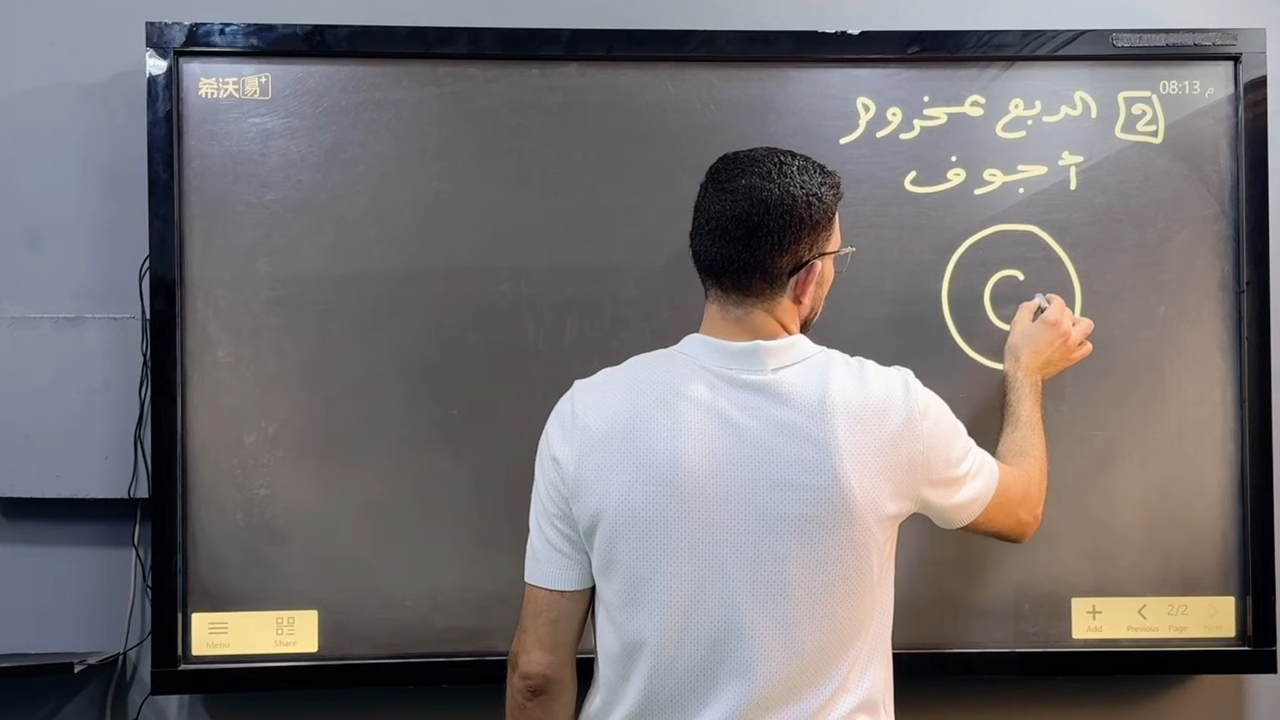 希沃易+
08:13 م
2 الربع مخروط
أجوف
Menu
Share
Add
Previous
2/2
Page
Next